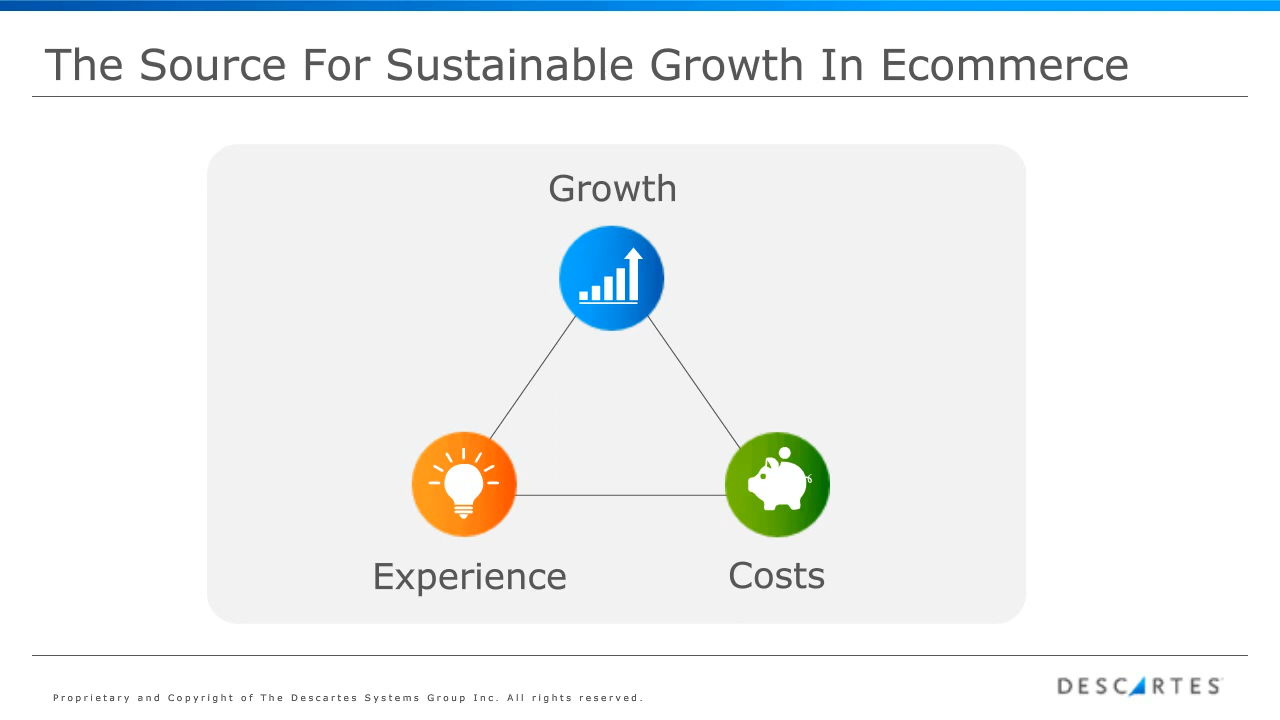 The Source For Sustainable Growth In Ecommerce
Growth
Experience
Costs
Proprietary and Copyright of The Descartes Systems Group Inc. All rights reserved.
DESCARTES